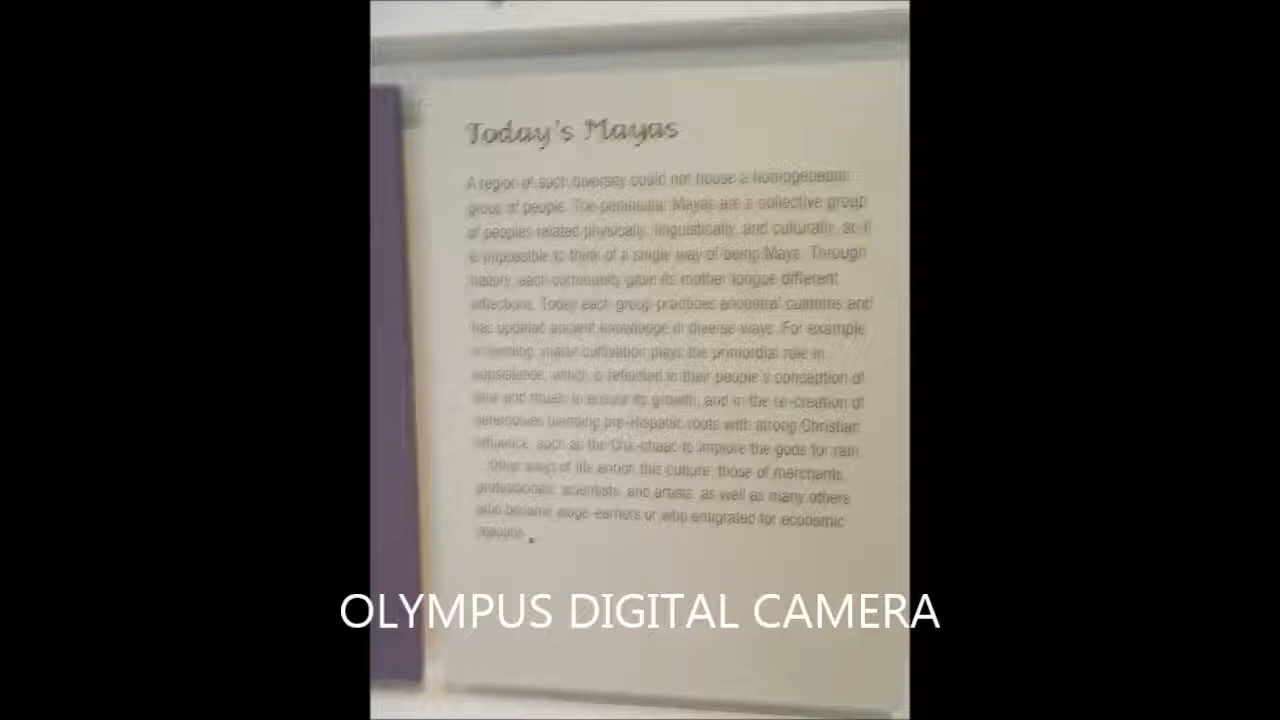 Today's Mayas
A region of such diversity could not house a homogeneous
group of people. The peninsular Mayas are a collective group
of peoples related physically, linguistically, and culturally, as it
is impossible to think of a single way of being Maya. Through
history, each community gave its mother tongue different
inflections. Today each group practices ancestral customs and
has updated ancient knowledge in diverse ways. For example
in farming, maize cultivation plays the primordial role in
subsistence, which is reflected in their people's conception of
time and rituals to ensure its growth, and in the re-creation of
ceremonies blending pre-Hispanic roots with strong Christian
influence, such as the Cha-chaac to implore the gods for rain.
Other ways of life enrich this culture: those of merchants,
professionals, scientists, and artists, as well as many others
who became wage-earners or who emigrated for economic
reasons.
OLYMPUS DIGITAL CAMERA